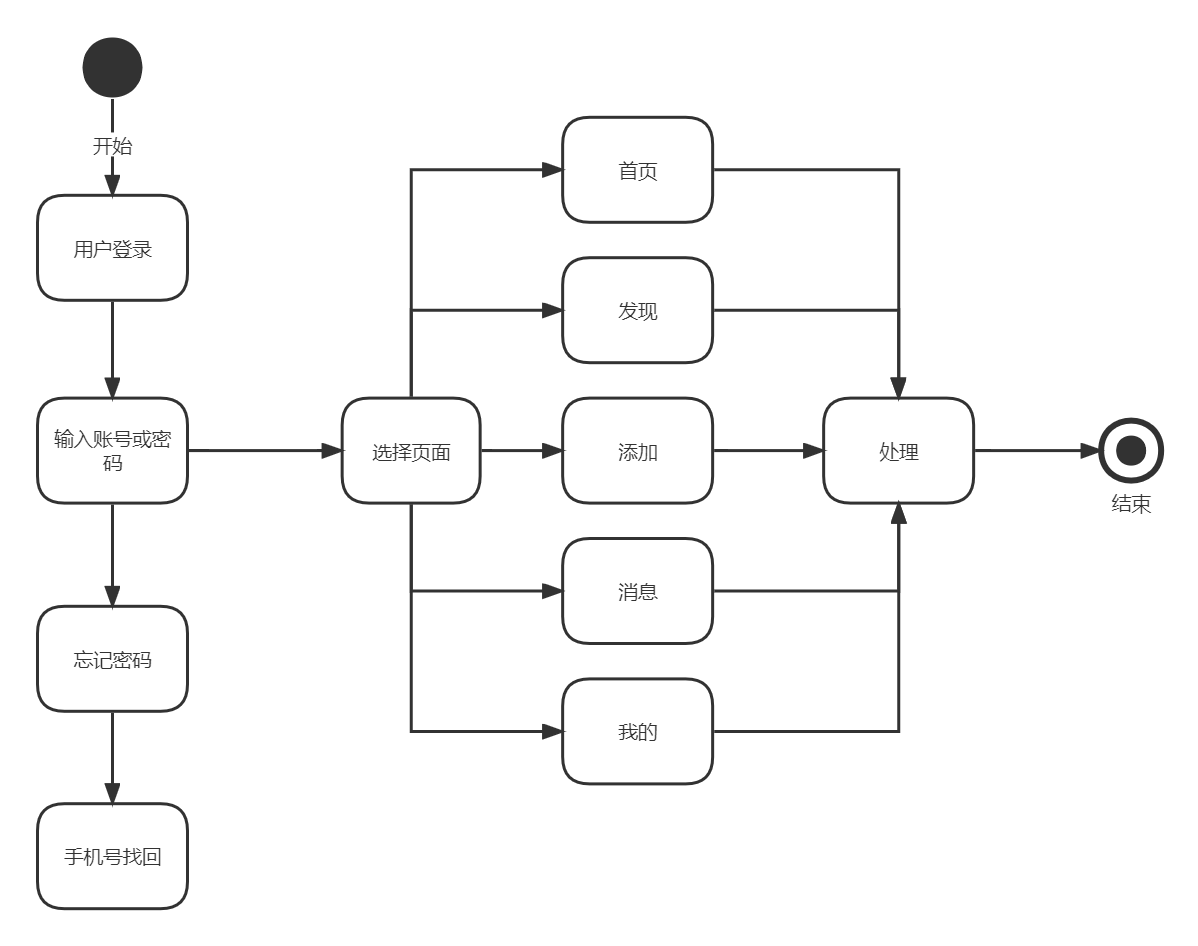 开始
用户登录
输入账号或密
码
忘记密码
手机号找回
选择页面
首页
发现
添加
消息
我的
处理
结束